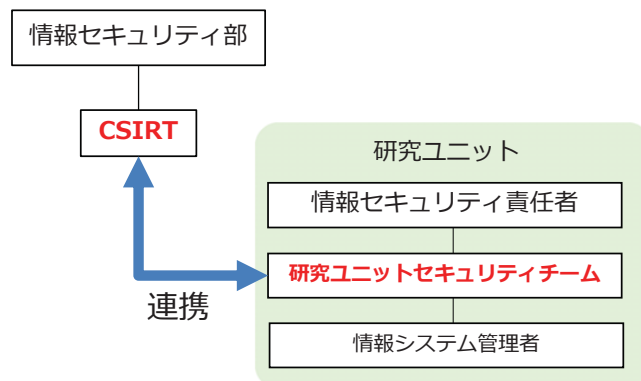 情報セキュリティ部
CSIRT
研究ユニット
情報セキュリティ責任者
研究ユニットセキュリティチーム
連携
情報システム管理者